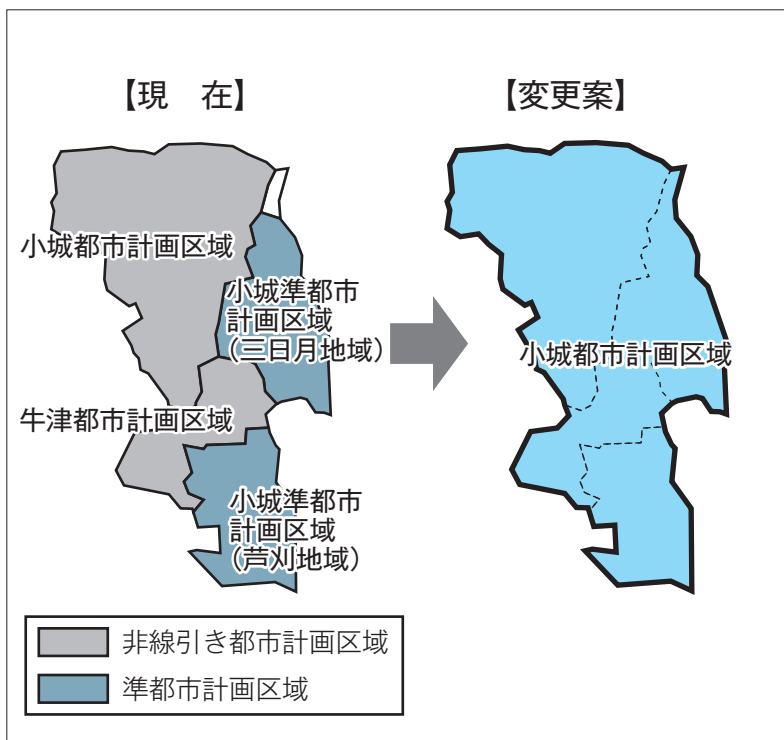 【現　在】
【変更案】
小城都市計画区域
小城準都市
計画区域
（三日月地域）
牛津都市計画区域
小城準都市
計画区域
（芦刈地域）
小城都市計画区域
非線引き都市計画区域
準都市計画区域